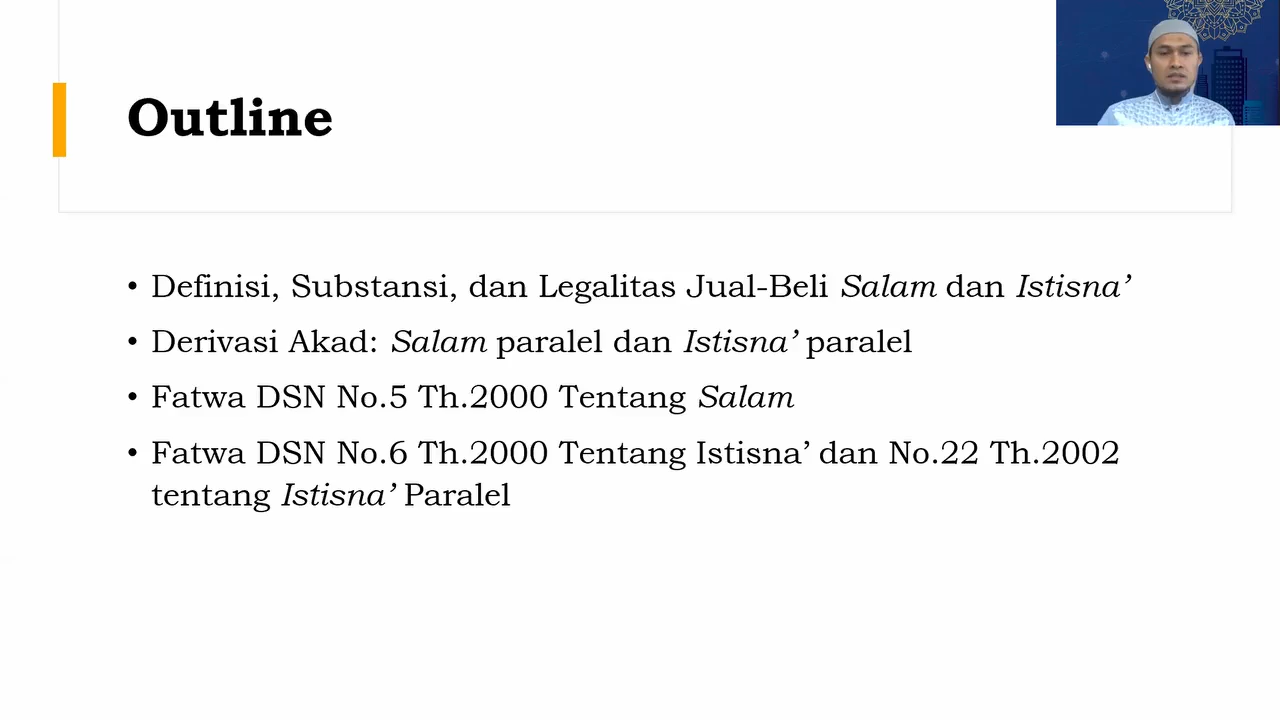 Outline
• Definisi, Substansi, dan Legalitas Jual-Beli Salam dan Istisna’
• Derivasi Akad: Salam paralel dan Istisna’ paralel
• Fatwa DSN No.5 Th.2000 Tentang Salam
• Fatwa DSN No.6 Th.2000 Tentang Istisna’ dan No.22 Th.2002
tentang Istisna’ Paralel